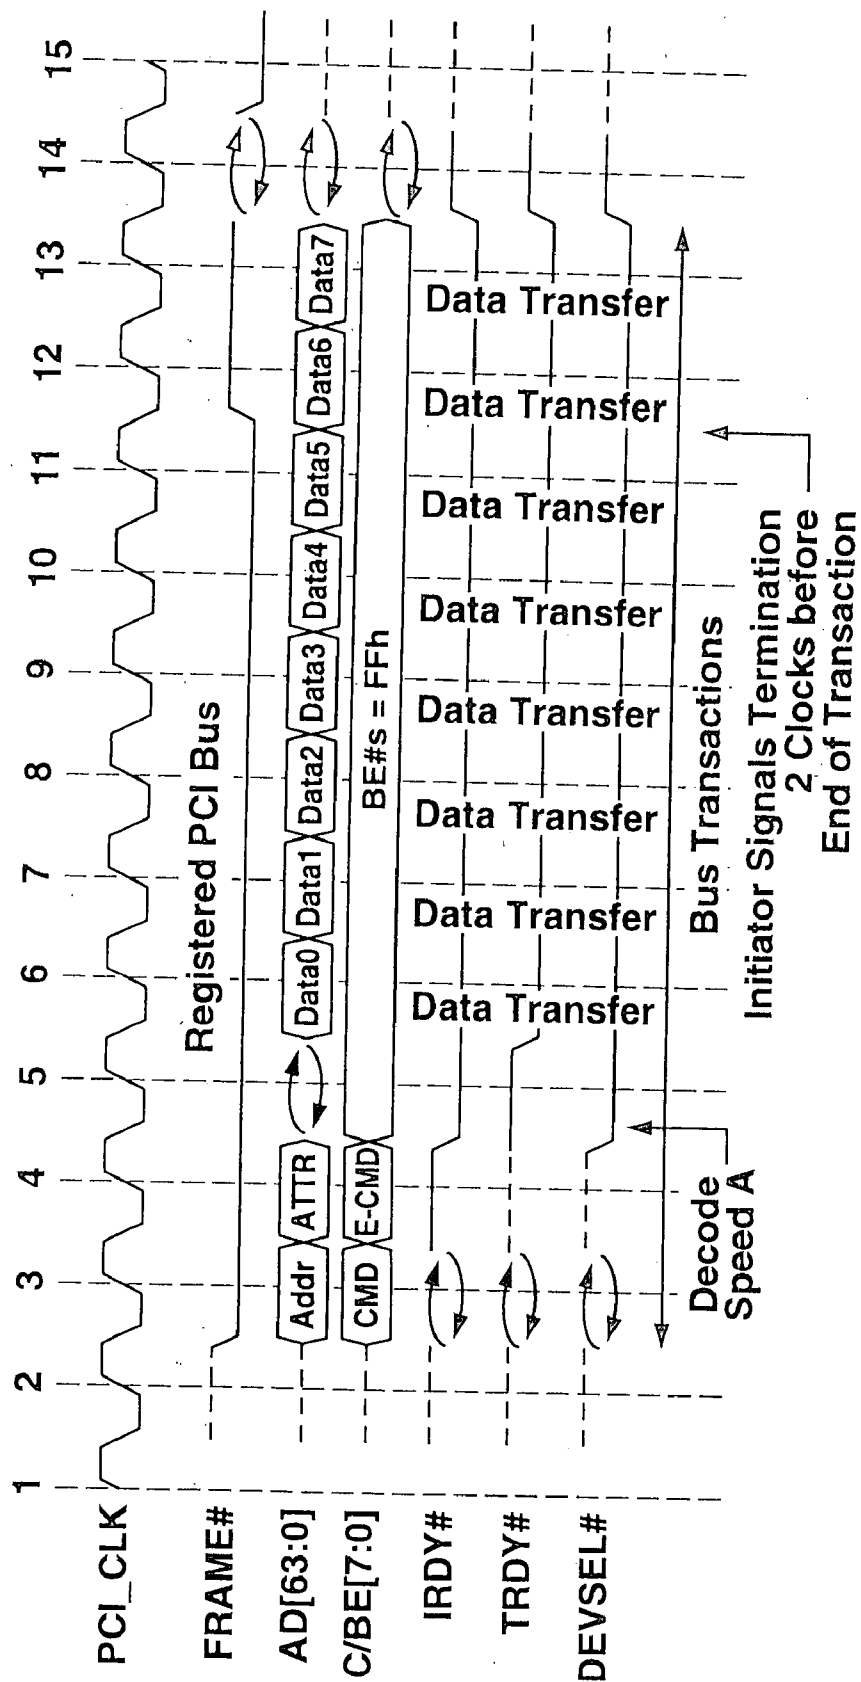 1 2 3 4 5 6 7 8 9 10 11 12 13 14 15
PCI_CLK
Registered PCI Bus
FRAME#
AD[63:0] Addr ATTR Data0 Data1 Data2 Data3 Data4 Data5 Data6 Data7
C/BE[7:0] CMD E-CMD BE#s = FFh
IRDY#
TRDY#
DEVSEL#
Data Transfer
Data Transfer
Data Transfer
Data Transfer
Data Transfer
Data Transfer
Data Transfer
Data Transfer
Decode
Speed A
Bus Transactions
Initiator Signals Termination
2 Clocks before
End of Transaction